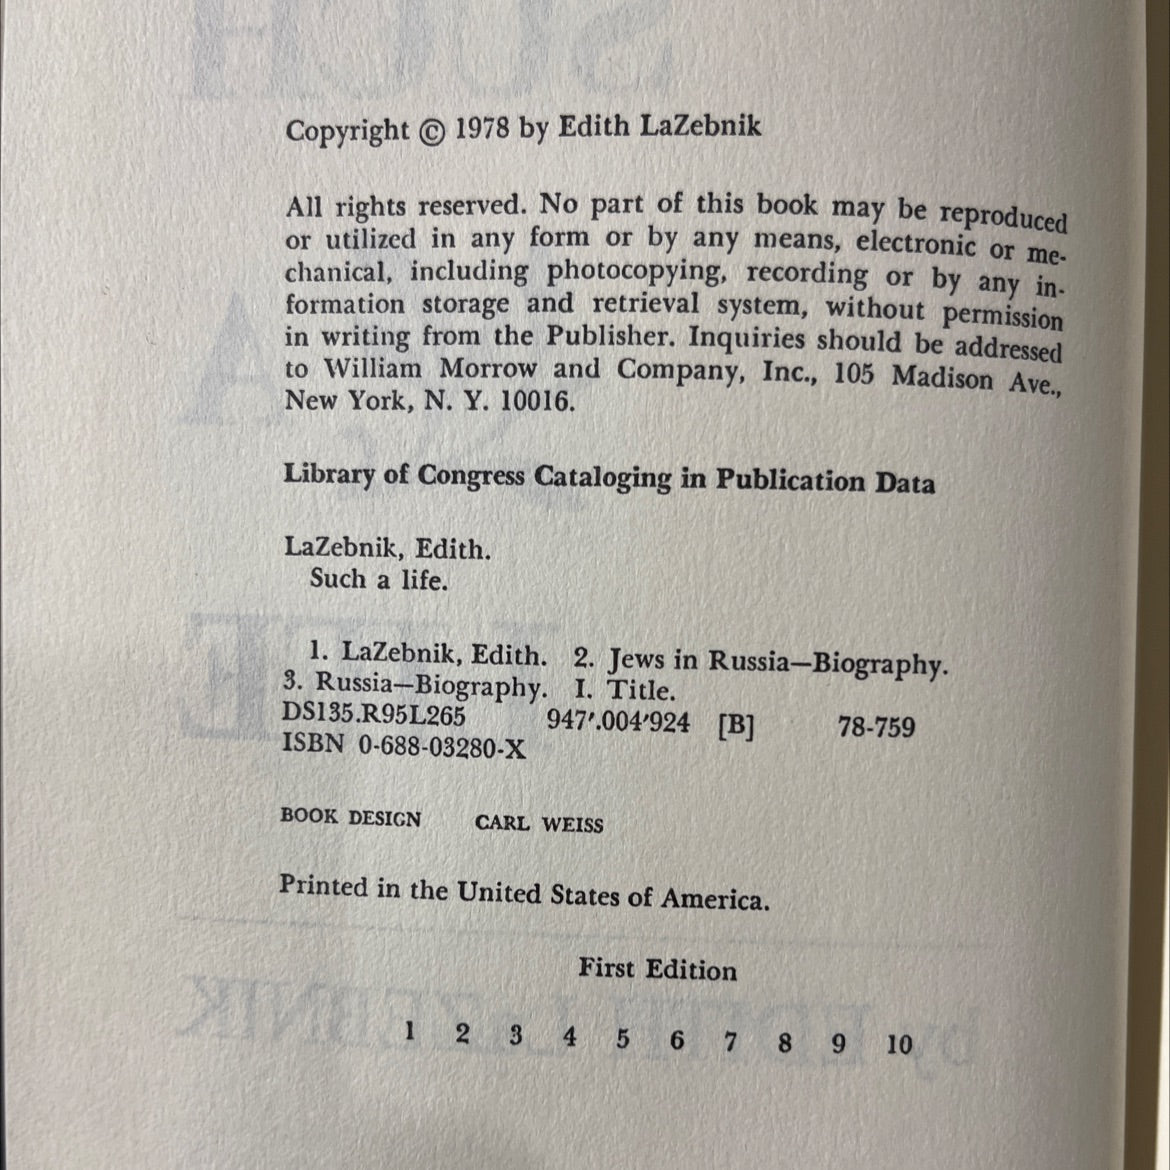 Copyright © 1978 by Edith LaZebnik
All rights reserved. No part of this book may be reproduced
or utilized in any form or by any means, electronic or me-
chanical, including photocopying, recording or by any in-
formation storage and retrieval system, without permission
in writing from the Publisher. Inquiries should be addressed
to William Morrow and Company, Inc., 105 Madison Ave.,
New York, N. Y. 10016.
Library of Congress Cataloging in Publication Data
LaZebnik, Edith.
Such a life.
1. LaZebnik, Edith. 2. Jews in Russia—Biography.
3. Russia—Biography. I. Title.
DS135.R95L265 947′.004′924 [B] 78-759
ISBN 0-688-03280-X
BOOK DESIGN CARL WEISS
Printed in the United States of America.
First Edition
1 2 3 4 5 6 7 8 9 10